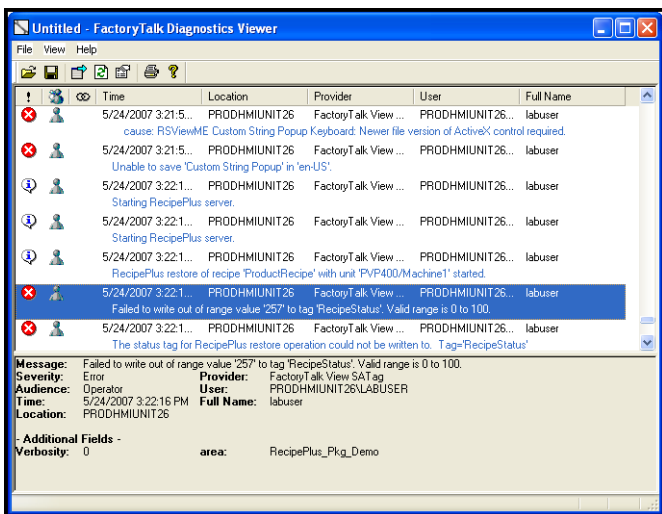 Untitled - FactoryTalk Diagnostics Viewer
File View Help
! Time Location Provider User Full Name
5/24/2007 3:21:5... PRODHMIUNIT26 FactoryTalk View ... PRODHMIUNIT26... labuser
cause: RSViewME Custom String Popup Keyboard: Newer file version of ActiveX control required.
5/24/2007 3:21:5... PRODHMIUNIT26 FactoryTalk View ... PRODHMIUNIT26... labuser
Unable to save 'Custom String Popup' in 'en-US'.
5/24/2007 3:22:1... PRODHMIUNIT26 FactoryTalk View ... PRODHMIUNIT26... labuser
Starting RecipePlus server.
5/24/2007 3:22:1... PRODHMIUNIT26 FactoryTalk View ... PRODHMIUNIT26... labuser
Starting RecipePlus server.
5/24/2007 3:22:1... PRODHMIUNIT26 FactoryTalk View ... PRODHMIUNIT26... labuser
RecipePlus restore of recipe 'ProductRecipe' with unit 'PVP400/Machine1' started.
5/24/2007 3:22:1... PRODHMIUNIT26 FactoryTalk View ... PRODHMIUNIT26... labuser
Failed to write out of range value '257' to tag 'RecipeStatus'. Valid range is 0 to 100.
5/24/2007 3:22:1... PRODHMIUNIT26 FactoryTalk View ... PRODHMIUNIT26... labuser
The status tag for RecipePlus restore operation could not be written to. Tag='RecipeStatus'
Message: Failed to write out of range value '257' to tag 'RecipeStatus'. Valid range is 0 to 100.
Severity: Error Provider: FactoryTalk View SATag
Audience: Operator User: PRODHMIUNIT26\LABUSER
Time: 5/24/2007 3:22:16 PM Full Name: labuser
Location: PRODHMIUNIT26
- Additional Fields -
Verbosity: 0 area: RecipePlus_Pkg_Demo